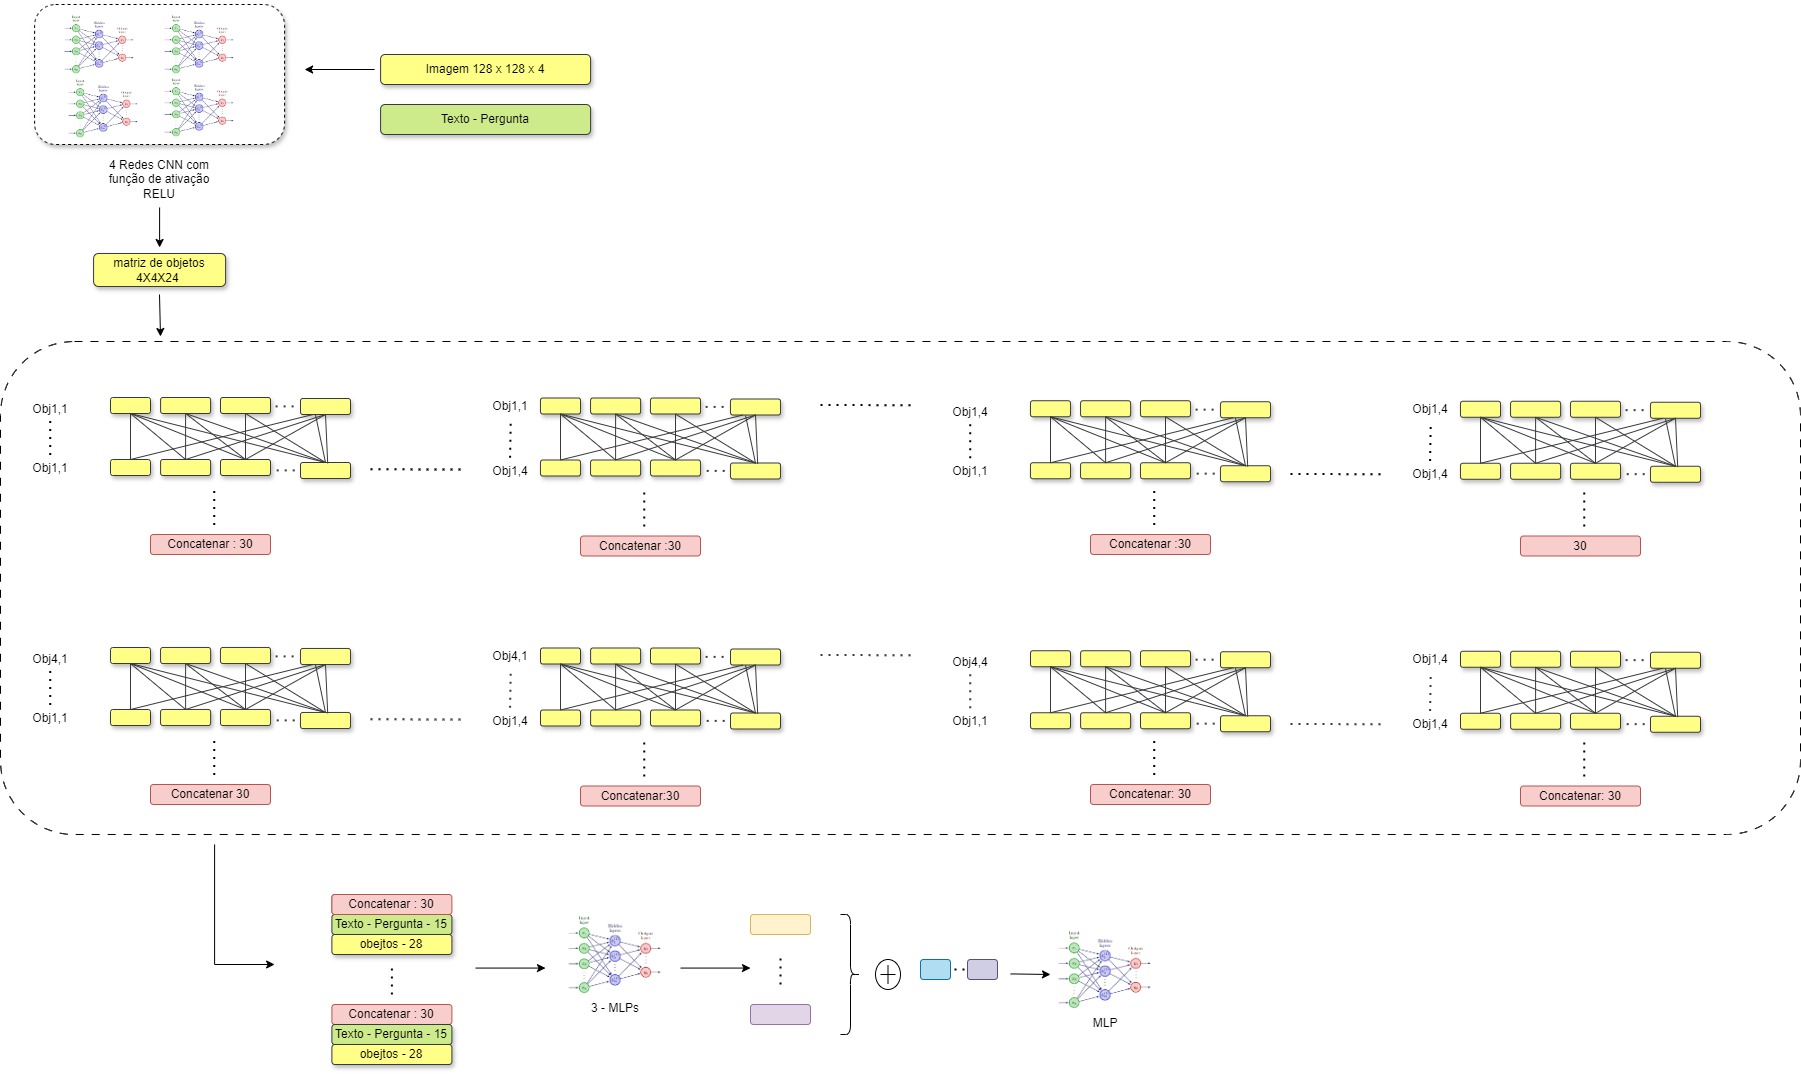 Imagem 128 x 128 x 4
Texto - Pergunta
4 Redes CNN com
função de ativação
RELU
matriz de objetos
4X4X24
Obj1,1
Obj1,1
Concatenar : 30
Obj1,1
Obj1,4
Concatenar :30
Obj1,4
Obj1,1
Concatenar :30
Obj1,4
Obj1,4
30
Obj4,1
Obj1,1
Concatenar 30
Obj4,1
Obj1,4
Concatenar:30
Obj4,4
Obj1,1
Concatenar: 30
Obj1,4
Obj1,4
Concatenar: 30
Concatenar : 30
Texto - Pergunta - 15
obejtos - 28
Concatenar : 30
Texto - Pergunta - 15
obejtos - 28
3 - MLPs
MLP